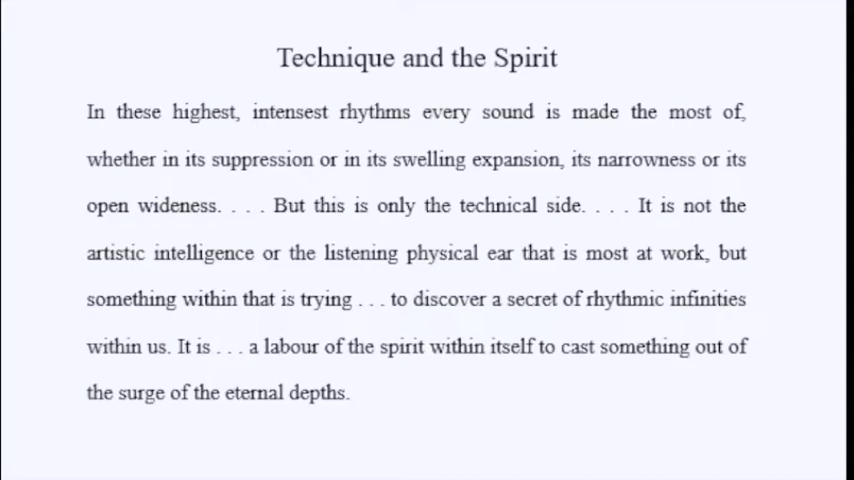 Technique and the Spirit
In these highest, intensest rhythms every sound is made the most of,
whether in its suppression or in its swelling expansion, its narrowness or its
open wideness. . . . But this is only the technical side. . . . It is not the
artistic intelligence or the listening physical ear that is most at work, but
something within that is trying . . . to discover a secret of rhythmic infinities
within us. It is . . . a labour of the spirit within itself to cast something out of
the surge of the eternal depths.